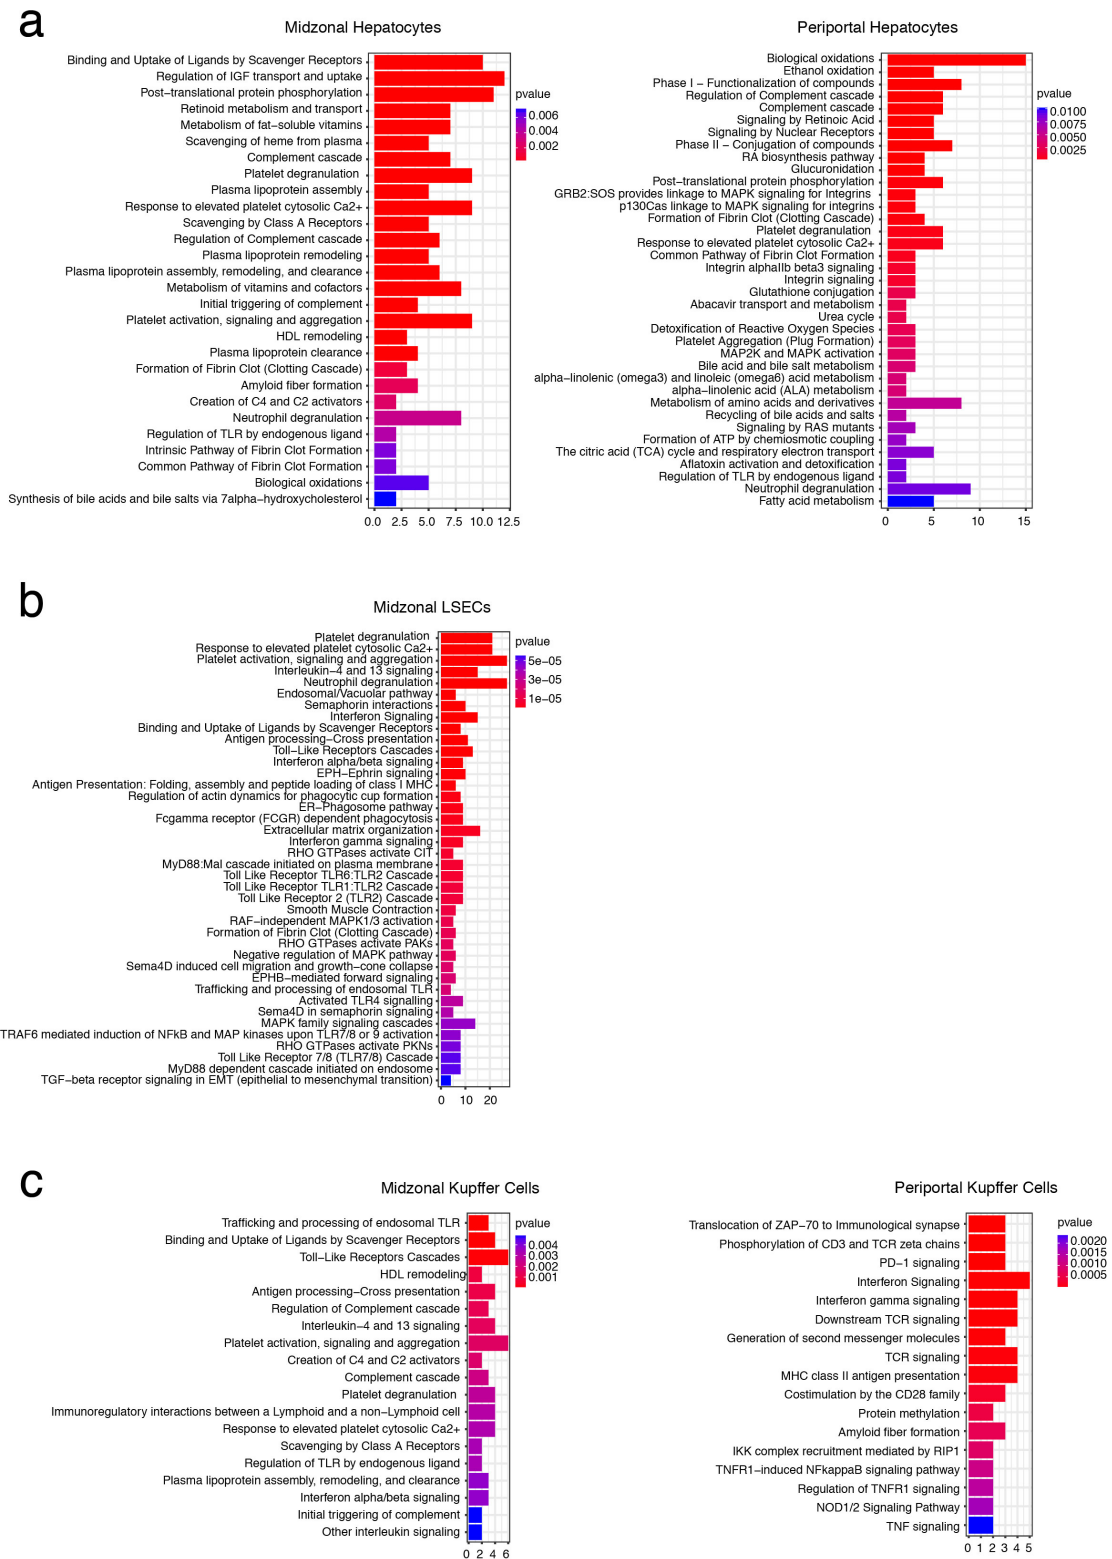 a
Midzonal Hepatocytes
Binding and Uptake of Ligands by Scavenger Receptors
Regulation of IGF transport and uptake
Post−translational protein phosphorylation
Retinoid metabolism and transport
Metabolism of fat−soluble vitamins
Scavenging of heme from plasma
Complement cascade
Platelet degranulation
Plasma lipoprotein assembly
Response to elevated platelet cytosolic Ca2+
Scavenging by Class A Receptors
Regulation of Complement cascade
Plasma lipoprotein remodeling
Plasma lipoprotein assembly, remodeling, and clearance
Metabolism of vitamins and cofactors
Initial triggering of complement
Platelet activation, signaling and aggregation
HDL remodeling
Plasma lipoprotein clearance
Formation of Fibrin Clot (Clotting Cascade)
Amyloid fiber formation
Creation of C4 and C2 activators
Neutrophil degranulation
Regulation of TLR by endogenous ligand
Intrinsic Pathway of Fibrin Clot Formation
Common Pathway of Fibrin Clot Formation
Biological oxidations
Synthesis of bile acids and bile salts via 7alpha−hydroxycholesterol
0.0 2.5 5.0 7.5 10.0 12.5
pvalue
0.006
0.004
0.002
Periportal Hepatocytes
Biological oxidations
Ethanol oxidation
Phase I − Functionalization of compounds
Regulation of Complement cascade
Complement cascade
Signaling by Retinoic Acid
Signaling by Nuclear Receptors
Phase II − Conjugation of compounds
RA biosynthesis pathway
Glucuronidation
Post−translational protein phosphorylation
GRB2:SOS provides linkage to MAPK signaling for Integrins
p130Cas linkage to MAPK signaling for integrins
Formation of Fibrin Clot (Clotting Cascade)
Platelet degranulation
Response to elevated platelet cytosolic Ca2+
Common Pathway of Fibrin Clot Formation
Integrin alphaIIb beta3 signaling
Integrin signaling
Glutathione conjugation
Abacavir transport and metabolism
Urea cycle
Detoxification of Reactive Oxygen Species
Platelet Aggregation (Plug Formation)
MAP2K and MAPK activation
Bile acid and bile salt metabolism
alpha−linolenic (omega3) and linoleic (omega6) acid metabolism
alpha−linolenic acid (ALA) metabolism
Metabolism of amino acids and derivatives
Recycling of bile acids and salts
Signaling by RAS mutants
Formation of ATP by chemiosmotic coupling
The citric acid (TCA) cycle and respiratory electron transport
Aflatoxin activation and detoxification
Regulation of TLR by endogenous ligand
Neutrophil degranulation
Fatty acid metabolism
0 5 10 15
pvalue
0.0100
0.0075
0.0050
0.0025
b
Midzonal LSECs
Platelet degranulation
Response to elevated platelet cytosolic Ca2+
Platelet activation, signaling and aggregation
Interleukin−4 and 13 signaling
Neutrophil degranulation
Endosomal/Vacuolar pathway
Semaphorin interactions
Interferon Signaling
Binding and Uptake of Ligands by Scavenger Receptors
Antigen processing−Cross presentation
Toll−Like Receptors Cascades
Interferon alpha/beta signaling
EPH−Ephrin signaling
Antigen Presentation: Folding, assembly and peptide loading of class I MHC
Regulation of actin dynamics for phagocytic cup formation
ER−Phagosome pathway
Fcgamma receptor (FCGR) dependent phagocytosis
Extracellular matrix organization
Interferon gamma signaling
RHO GTPases activate CIT
MyD88:Mal cascade initiated on plasma membrane
Toll Like Receptor TLR6:TLR2 Cascade
Toll Like Receptor TLR1:TLR2 Cascade
Toll Like Receptor 2 (TLR2) Cascade
Smooth Muscle Contraction
RAF−independent MAPK1/3 activation
Formation of Fibrin Clot (Clotting Cascade)
RHO GTPases activate PAKs
Negative regulation of MAPK pathway
Sema4D induced cell migration and growth−cone collapse
EPHB−mediated forward signaling
Trafficking and processing of endosomal TLR
Activated TLR4 signalling
Sema4D in semaphorin signaling
MAPK family signaling cascades
TRAF6 mediated induction of NFkB and MAP kinases upon TLR7/8 or 9 activation
RHO GTPases activate PKNs
Toll Like Receptor 7/8 (TLR7/8) Cascade
MyD88 dependent cascade initiated on endosome
TGF−beta receptor signaling in EMT (epithelial to mesenchymal transition)
0 10 20
pvalue
5e−05
3e−05
1e−05
c
Midzonal Kupffer Cells
Trafficking and processing of endosomal TLR
Binding and Uptake of Ligands by Scavenger Receptors
Toll−Like Receptors Cascades
HDL remodeling
Antigen processing−Cross presentation
Regulation of Complement cascade
Interleukin−4 and 13 signaling
Platelet activation, signaling and aggregation
Creation of C4 and C2 activators
Complement cascade
Platelet degranulation
Immunoregulatory interactions between a Lymphoid and a non−Lymphoid cell
Response to elevated platelet cytosolic Ca2+
Scavenging by Class A Receptors
Regulation of TLR by endogenous ligand
Plasma lipoprotein assembly, remodeling, and clearance
Interferon alpha/beta signaling
Initial triggering of complement
Other interleukin signaling
0 2 4 6
pvalue
0.004
0.003
0.002
0.001
Periportal Kupffer Cells
Translocation of ZAP−70 to Immunological synapse
Phosphorylation of CD3 and TCR zeta chains
PD−1 signaling
Interferon Signaling
Interferon gamma signaling
Downstream TCR signaling
Generation of second messenger molecules
TCR signaling
MHC class II antigen presentation
Costimulation by the CD28 family
Protein methylation
Amyloid fiber formation
IKK complex recruitment mediated by RIP1
TNFR1−induced NFkappaB signaling pathway
Regulation of TNFR1 signaling
NOD1/2 Signaling Pathway
TNF signaling
0 1 2 3 4 5
pvalue
0.0020
0.0015
0.0010
0.0005